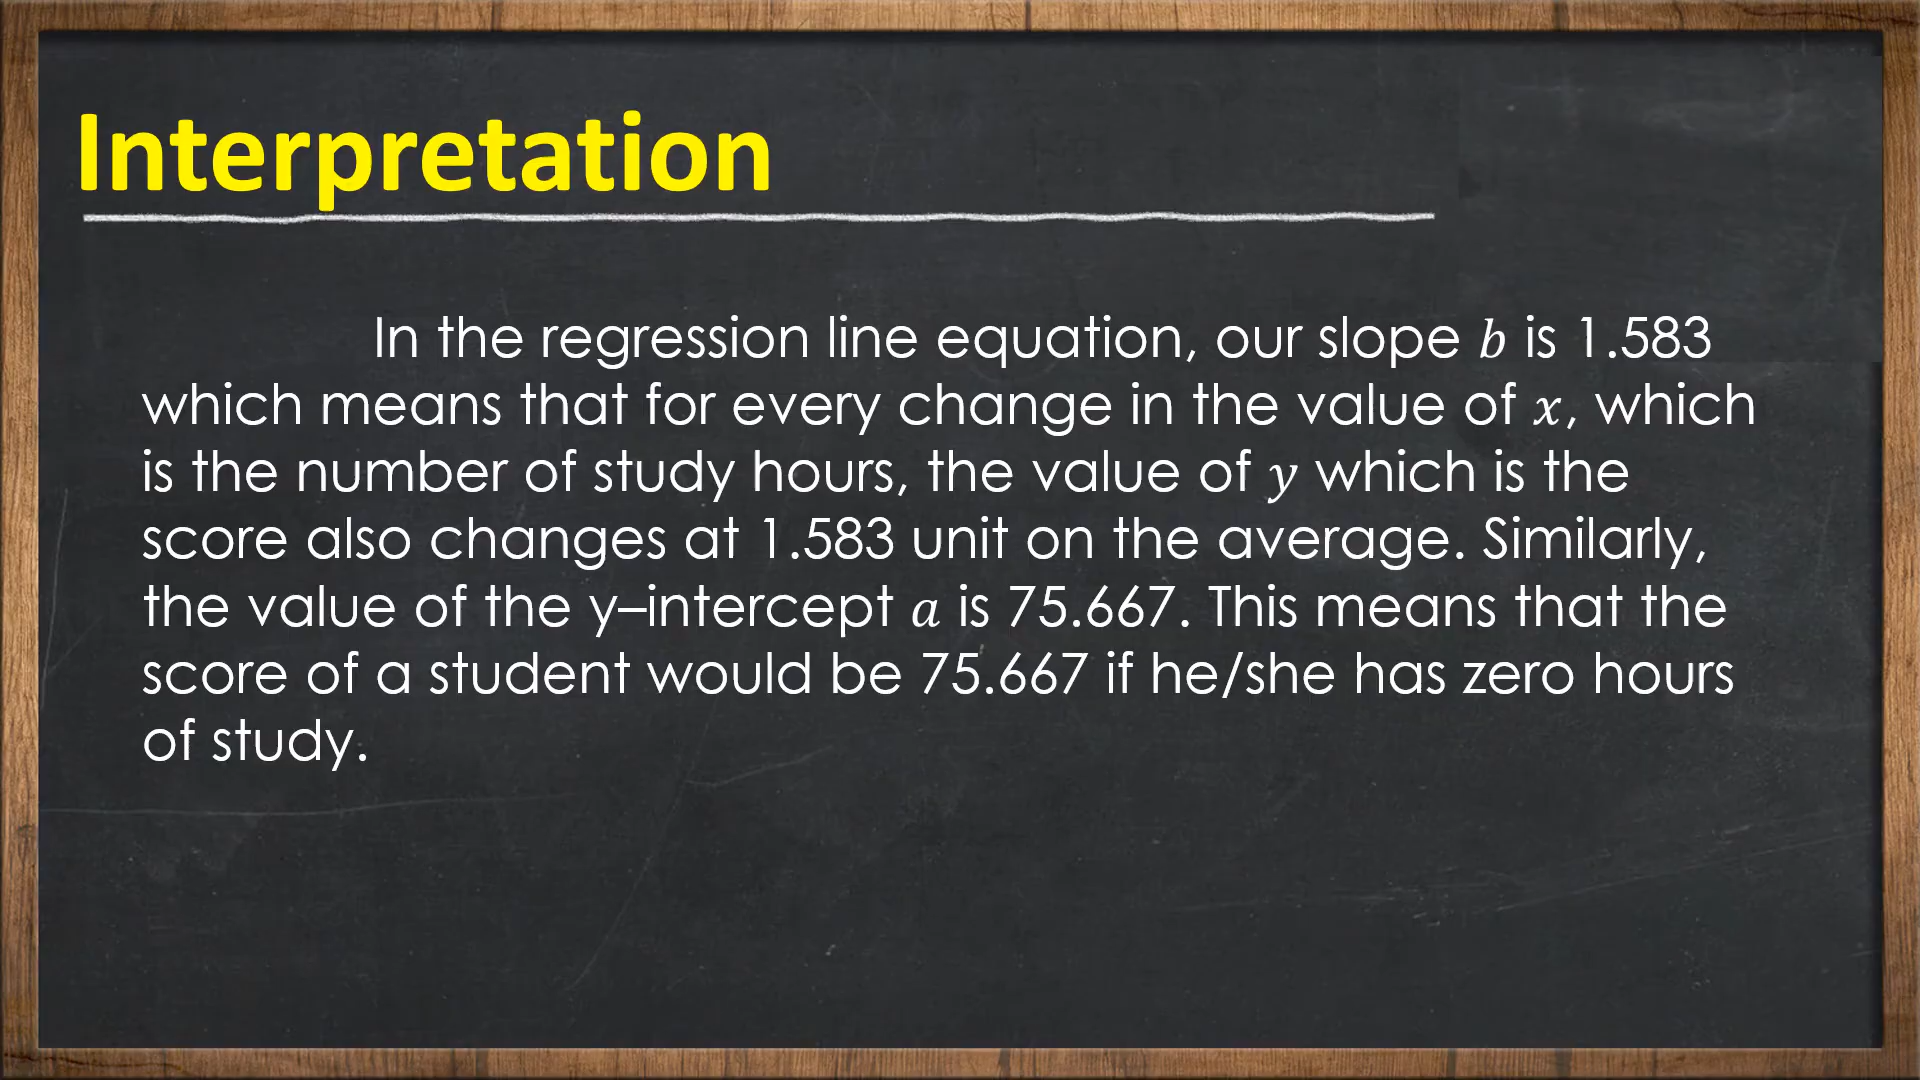 Interpretation
In the regression line equation, our slope b is 1.583
which means that for every change in the value of x, which
is the number of study hours, the value of y which is the
score also changes at 1.583 unit on the average. Similarly,
the value of the y–intercept a is 75.667. This means that the
score of a student would be 75.667 if he/she has zero hours
of study.